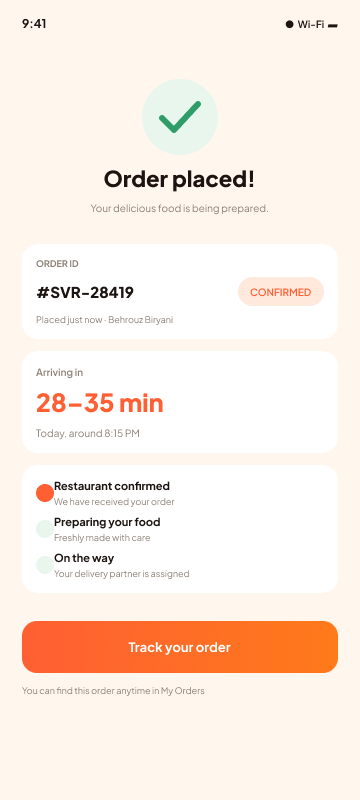 9:41
Wi-Fi
Order placed!
Your delicious food is being prepared.
ORDER ID
#SVR-28419
CONFIRMED
Placed just now · Behrouz Biryani
Arriving in
28–35 min
Today, around 8:15 PM
Restaurant confirmed
We have received your order
Preparing your food
Freshly made with care
On the way
Your delivery partner is assigned
Track your order
You can find this order anytime in My Orders